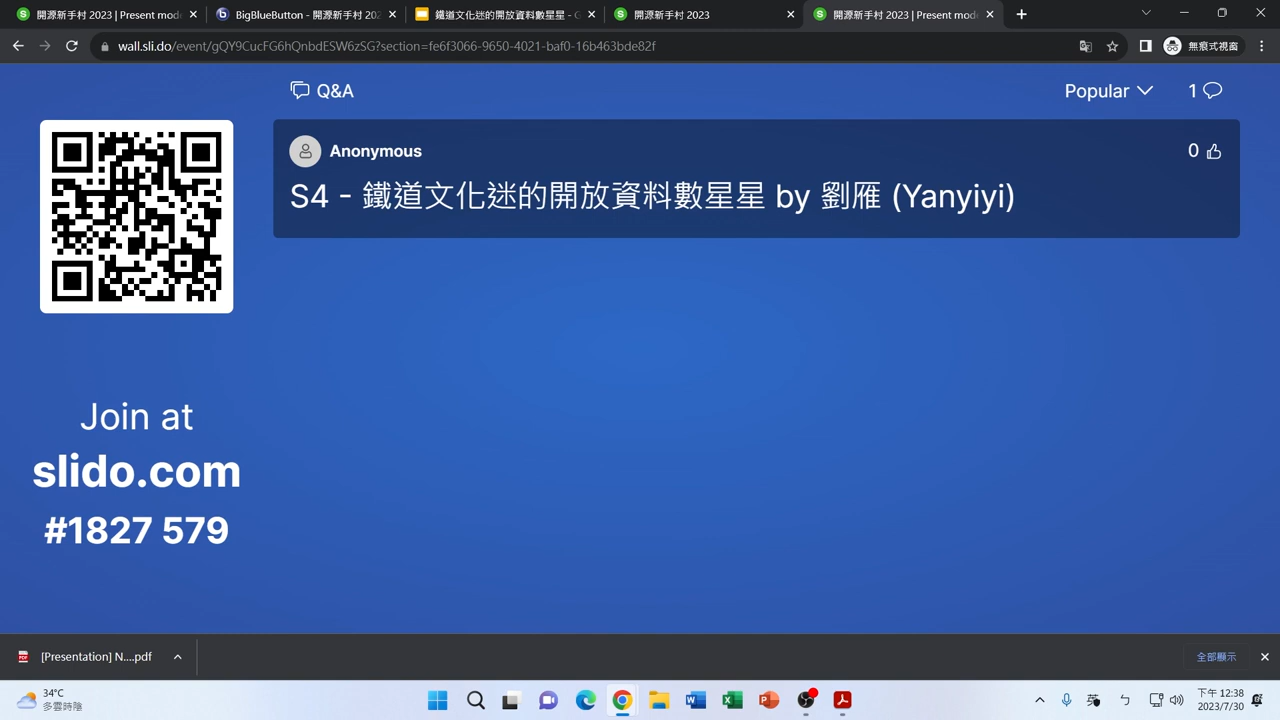 開源新手村 2023 | Present mode
BigBlueButton - 開源新手村 202
鐵道文化迷的開放資料數星星 - G
開源新手村 2023
開源新手村 2023 | Present mode
wall.sli.do/event/gQY9CucFG6hQnbdESW6zSG?section=fe6f3066-9650-4021-baf0-16b463bde82f
無痕式視窗
Q&A
Popular
1
Anonymous
0
S4 - 鐵道文化迷的開放資料數星星 by 劉雁 (Yanyiyi)
Join at
slido.com
#1827 579
[Presentation] N....pdf
全部顯示
34°C
多雲時陰
英
ㄅ
下午 12:38
2023/7/30